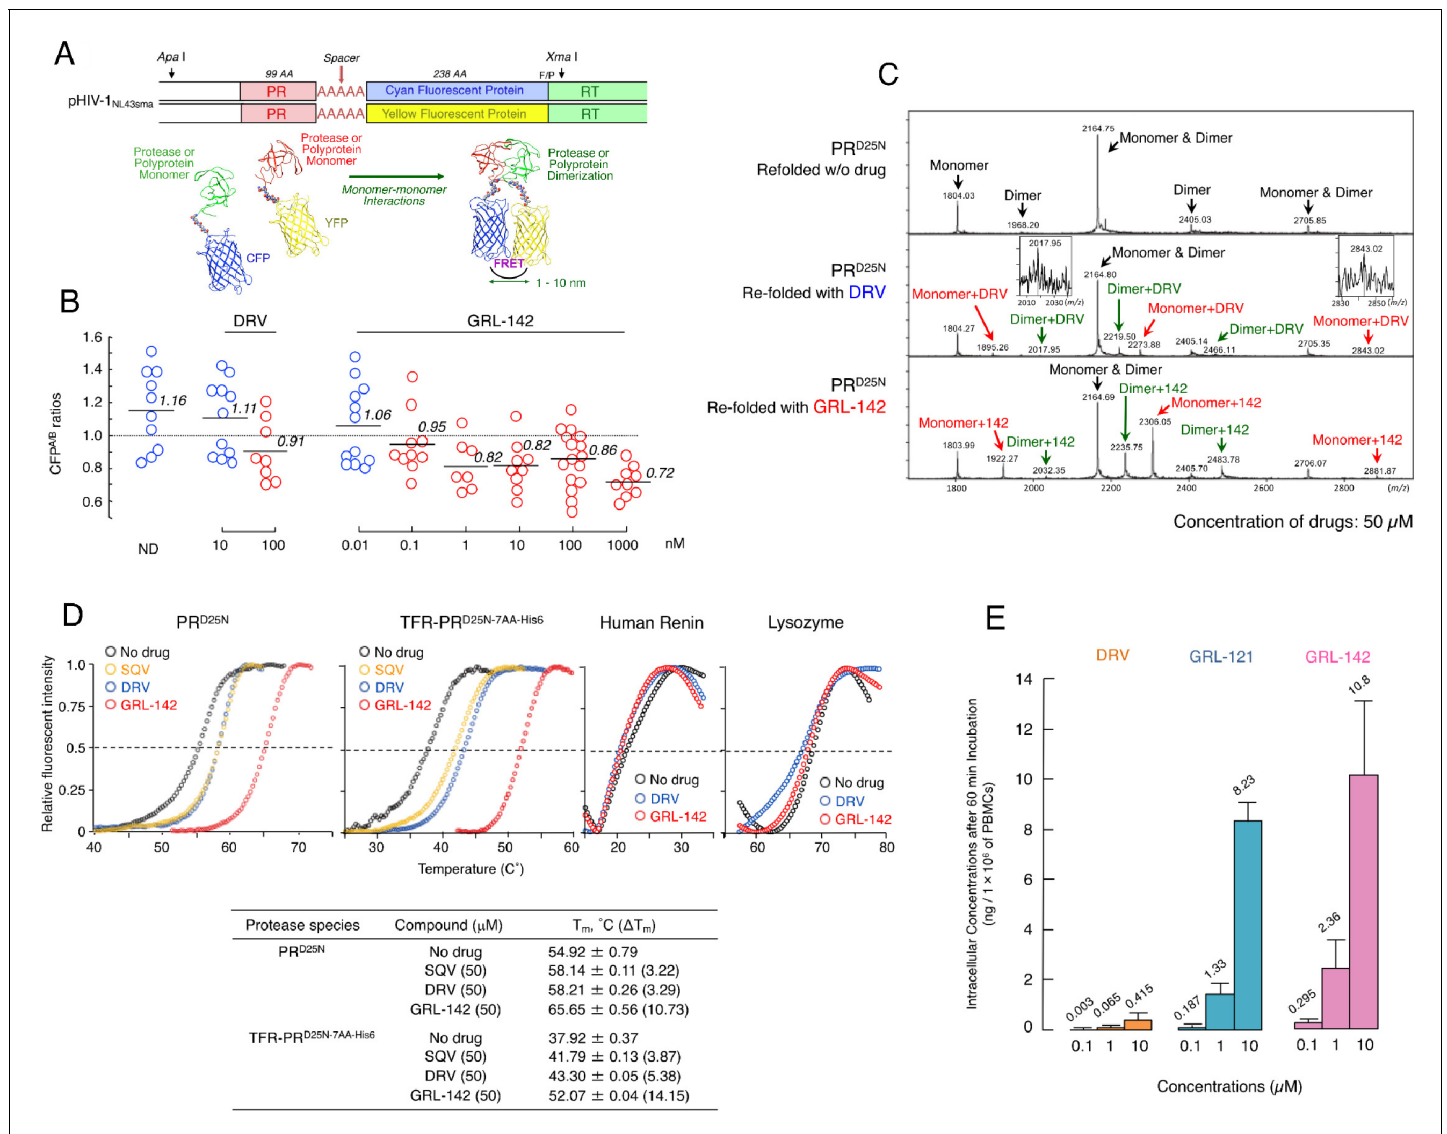 A
Apa I
Spacer
Xma I
99 AA
238 AA
F/P
pHIV-1NL43sma
PR
AAAAA
Cyan Fluorescent Protein
RT
PR
AAAAA
Yellow Fluorescent Protein
RT
Protease or
Polyprotein
Monomer
Protease or
Polyprotein
Monomer
Monomer-monomer
Interactions
Protease or
Polyprotein
Dimerization
CFP
YFP
FRET
1 - 10 nm
B
DRV
GRL-142
CFPA/B ratios
1.6
1.4
1.2
1.0
0.8
0.6
1.16
1.11
0.91
1.06
0.95
0.82
0.82
0.86
0.72
ND
10
100
0.01
0.1
1
10
100
1000
nM
C
PRD25N
Refolded w/o drug
Monomer
1804.03
Dimer
1968.20
2164.75
Monomer & Dimer
Dimer
2405.03
Monomer & Dimer
2705.85
PRD25N
Re-folded with DRV
2017.95
2010
2030
(m/z)
Monomer & Dimer
2164.80
2843.02
2830
2850
(m/z)
Monomer+DRV
Dimer+DRV
Dimer+DRV
Monomer+DRV
Dimer+DRV
Monomer+DRV
1804.27
1895.26
2017.95
2219.50
2273.88
2405.14
2466.11
2705.35
2843.02
PRD25N
Re-folded with GRL-142
Monomer & Dimer
2164.69
Dimer+142
Monomer+142
2306.05
Monomer+142
Dimer+142
Dimer+142
Monomer+142
1803.99
1922.27
2032.35
2235.75
2405.70
2483.78
2706.07
2881.87
1800
2000
2200
2400
2600
2800
(m/z)
Concentration of drugs: 50 µM
D
PRD25N
TFR-PRD25N-7AA-His6
Human Renin
Lysozyme
Relative fluorescent intensity
1.0
0.75
0.5
0.25
0
No drug
SQV
DRV
GRL-142
No drug
SQV
DRV
GRL-142
No drug
DRV
GRL-142
No drug
DRV
GRL-142
40 50 60 70
30 40 50 60
20 30 40
60 70 80
Temperature (C˚)
Protease species Compound (µM) Tm, ˚C (ΔTm)
PRD25N No drug 54.92 ± 0.79
SQV (50) 58.14 ± 0.11 (3.22)
DRV (50) 58.21 ± 0.26 (3.29)
GRL-142 (50) 65.65 ± 0.56 (10.73)
TFR-PRD25N-7AA-His6 No drug 37.92 ± 0.37
SQV (50) 41.79 ± 0.13 (3.87)
DRV (50) 43.30 ± 0.05 (5.38)
GRL-142 (50) 52.07 ± 0.04 (14.15)
E
DRV
GRL-121
GRL-142
Intracellular Concentrations after 60 min Incubation
(ng / 1 × 10⁶ of PBMCs)
14
12
10
8
6
4
2
0
0.003
0.065
0.415
0.187
1.33
8.23
0.295
2.36
10.8
0.1 1 10
0.1 1 10
0.1 1 10
Concentrations (µM)